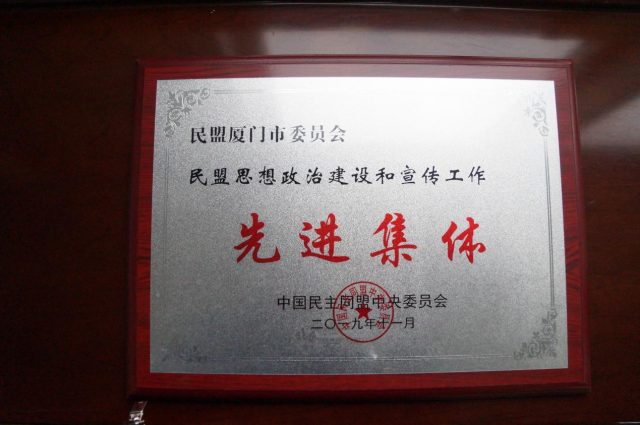 民盟厦门市委员会
民盟思想政治建设和宣传工作
先进集体
中国民主同盟中央委员会
二〇一九年十一月